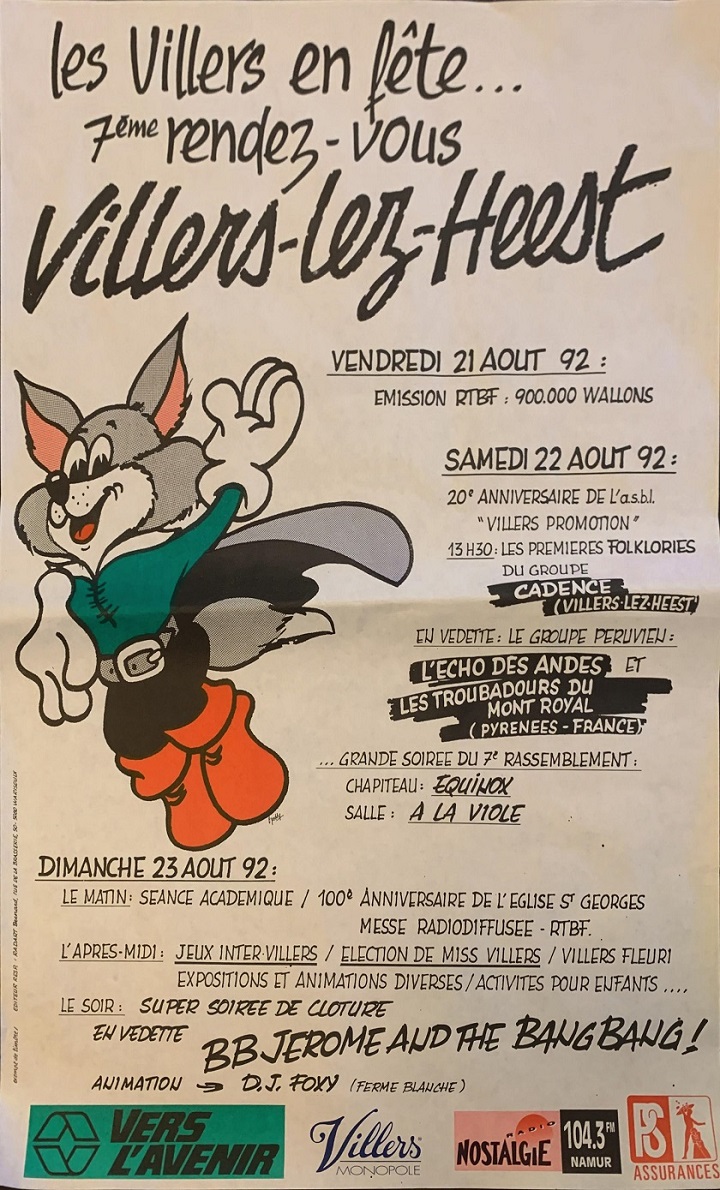 les Villers en fête...
7ème rendez-vous
Villers-lez-Heest
VENDREDI 21 AOUT 92 :
EMISSION RTBF : 900.000 WALLONS
SAMEDI 22 AOUT 92 :
20e ANNIVERSAIRE DE L'a.s.b.l.
"VILLERS PROMOTION"
13H30 : LES PREMIERES FOLKLORIES
DU GROUPE
CADENCE
(VILLERS-LEZ-HEEST)
EN VEDETTE : LE GROUPE PERUVIEN :
L'ECHO DES ANDES ET
LES TROUBADOURS DU
MONT ROYAL
(PYRENEES - FRANCE)
... GRANDE SOIREE DU 7e RASSEMBLEMENT :
CHAPITEAU : EQUINOX
SALLE : A LA VIOLE
DIMANCHE 23 AOUT 92 :
LE MATIN : SEANCE ACADEMIQUE / 100e ANNIVERSAIRE DE L'EGLISE ST GEORGES
MESSE RADIODIFFUSEE - RTBF.
L'APRES-MIDI : JEUX INTER-VILLERS / ELECTION DE MISS VILLERS / VILLERS FLEURI
EXPOSITIONS ET ANIMATIONS DIVERSES / ACTIVITES POUR ENFANTS ....
LE SOIR : SUPER SOIREE DE CLOTURE
EN VEDETTE BB JEROME AND THE BANG BANG !
ANIMATION → D.J. FOXY (FERME BLANCHE)
VERS
L'AVENIR
Villers
MONOPOLE
RADIO
NOSTALGIE
104.3 FM
NAMUR
PS
ASSURANCES